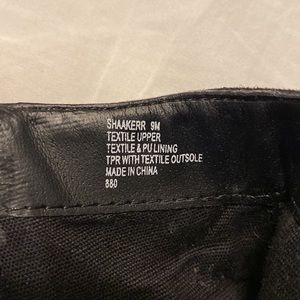 SHAAKERR 9M
TEXTILE UPPER
TEXTILE & PU LINING
TPR WITH TEXTILE OUTSOLE
MADE IN CHINA
880